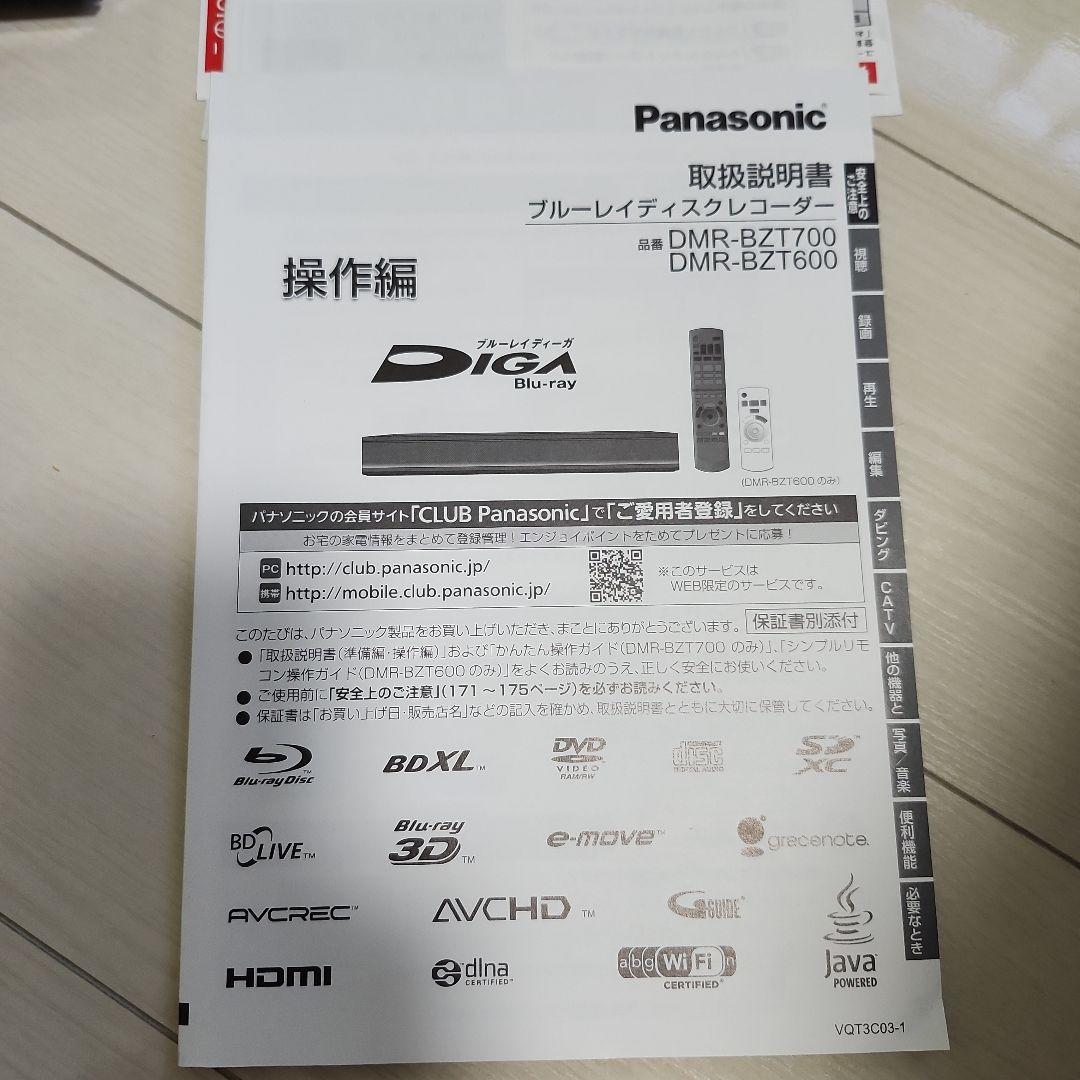 Panasonic
取扱説明書
ブルーレイディスクレコーダー
品番 DMR-BZT700
DMR-BZT600
操作編
ブルーレイディーガ
DIGA
Blu-ray
(DMR-BZT600 のみ)
パナソニックの会員サイト「CLUB Panasonic」で「ご愛用者登録」をしてください
お宅の家電情報をまとめて登録管理！エンジョイポイントをためてプレゼントに応募！
PC http://club.panasonic.jp/
携帯 http://mobile.club.panasonic.jp/
※このサービスは
WEB限定のサービスです。
このたびは、パナソニック製品をお買い上げいただき、まことにありがとうございます。
保証書別添付
● 「取扱説明書(準備編・操作編)」および「かんたん操作ガイド(DMR-BZT700 のみ)」、「シンプルリモ
コン操作ガイド(DMR-BZT600 のみ)」をよくお読みのうえ、正しく安全にお使いください。
● ご使用前に「安全上のご注意」(171～175ページ)を必ずお読みください。
● 保証書は「お買い上げ日・販売店名」などの記入を確かめ、取扱説明書とともに大切に保管してください。
Blu-ray Disc™
BDXL™
DVD
VIDEO
RAM/RW
COMPACT
disc
DIGITAL AUDIO
SD
XC™
BD LIVE™
Blu-ray
3D™
e-move™
gracenote.
AVCREC™
AVCHD™
G-GUIDE®
Java™
POWERED
HDMI
dlna™
CERTIFIED™
abg Wi Fi n
CERTIFIED®
VQT3C03-1
安全上の
ご注意
視聴
録画
再生
編集
ダビング
CATV
他の機器と
写真/音楽
便利機能
必要なとき